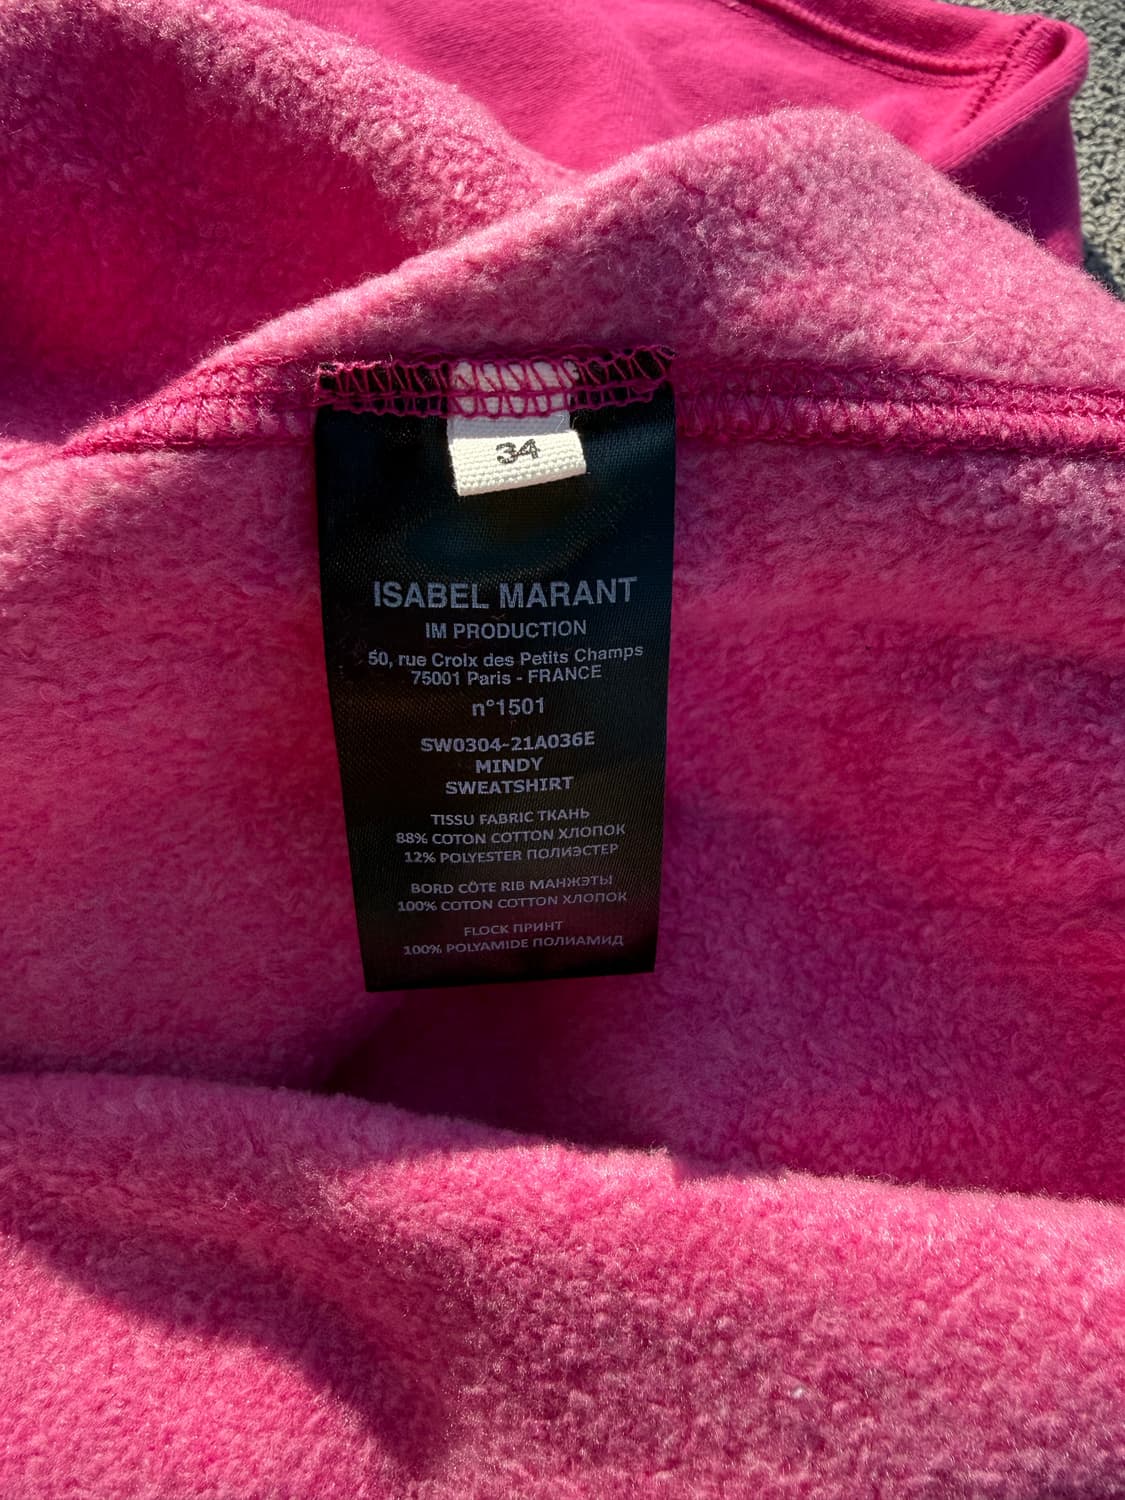 34
ISABEL MARANT
IM PRODUCTION
50, rue Croix des Petits Champs
75001 Paris - FRANCE
n°1501
SW0304-21A036E
MINDY
SWEATSHIRT
TISSU FABRIC ТКАНЬ
88% COTON COTTON ХЛОПОК
12% POLYESTER ПОЛИЭСТЕР
BORD CÔTE RIB МАНЖЭТЫ
100% COTON COTTON ХЛОПОК
FLOCK ПРИНТ
100% POLYAMIDE ПОЛИАМИД